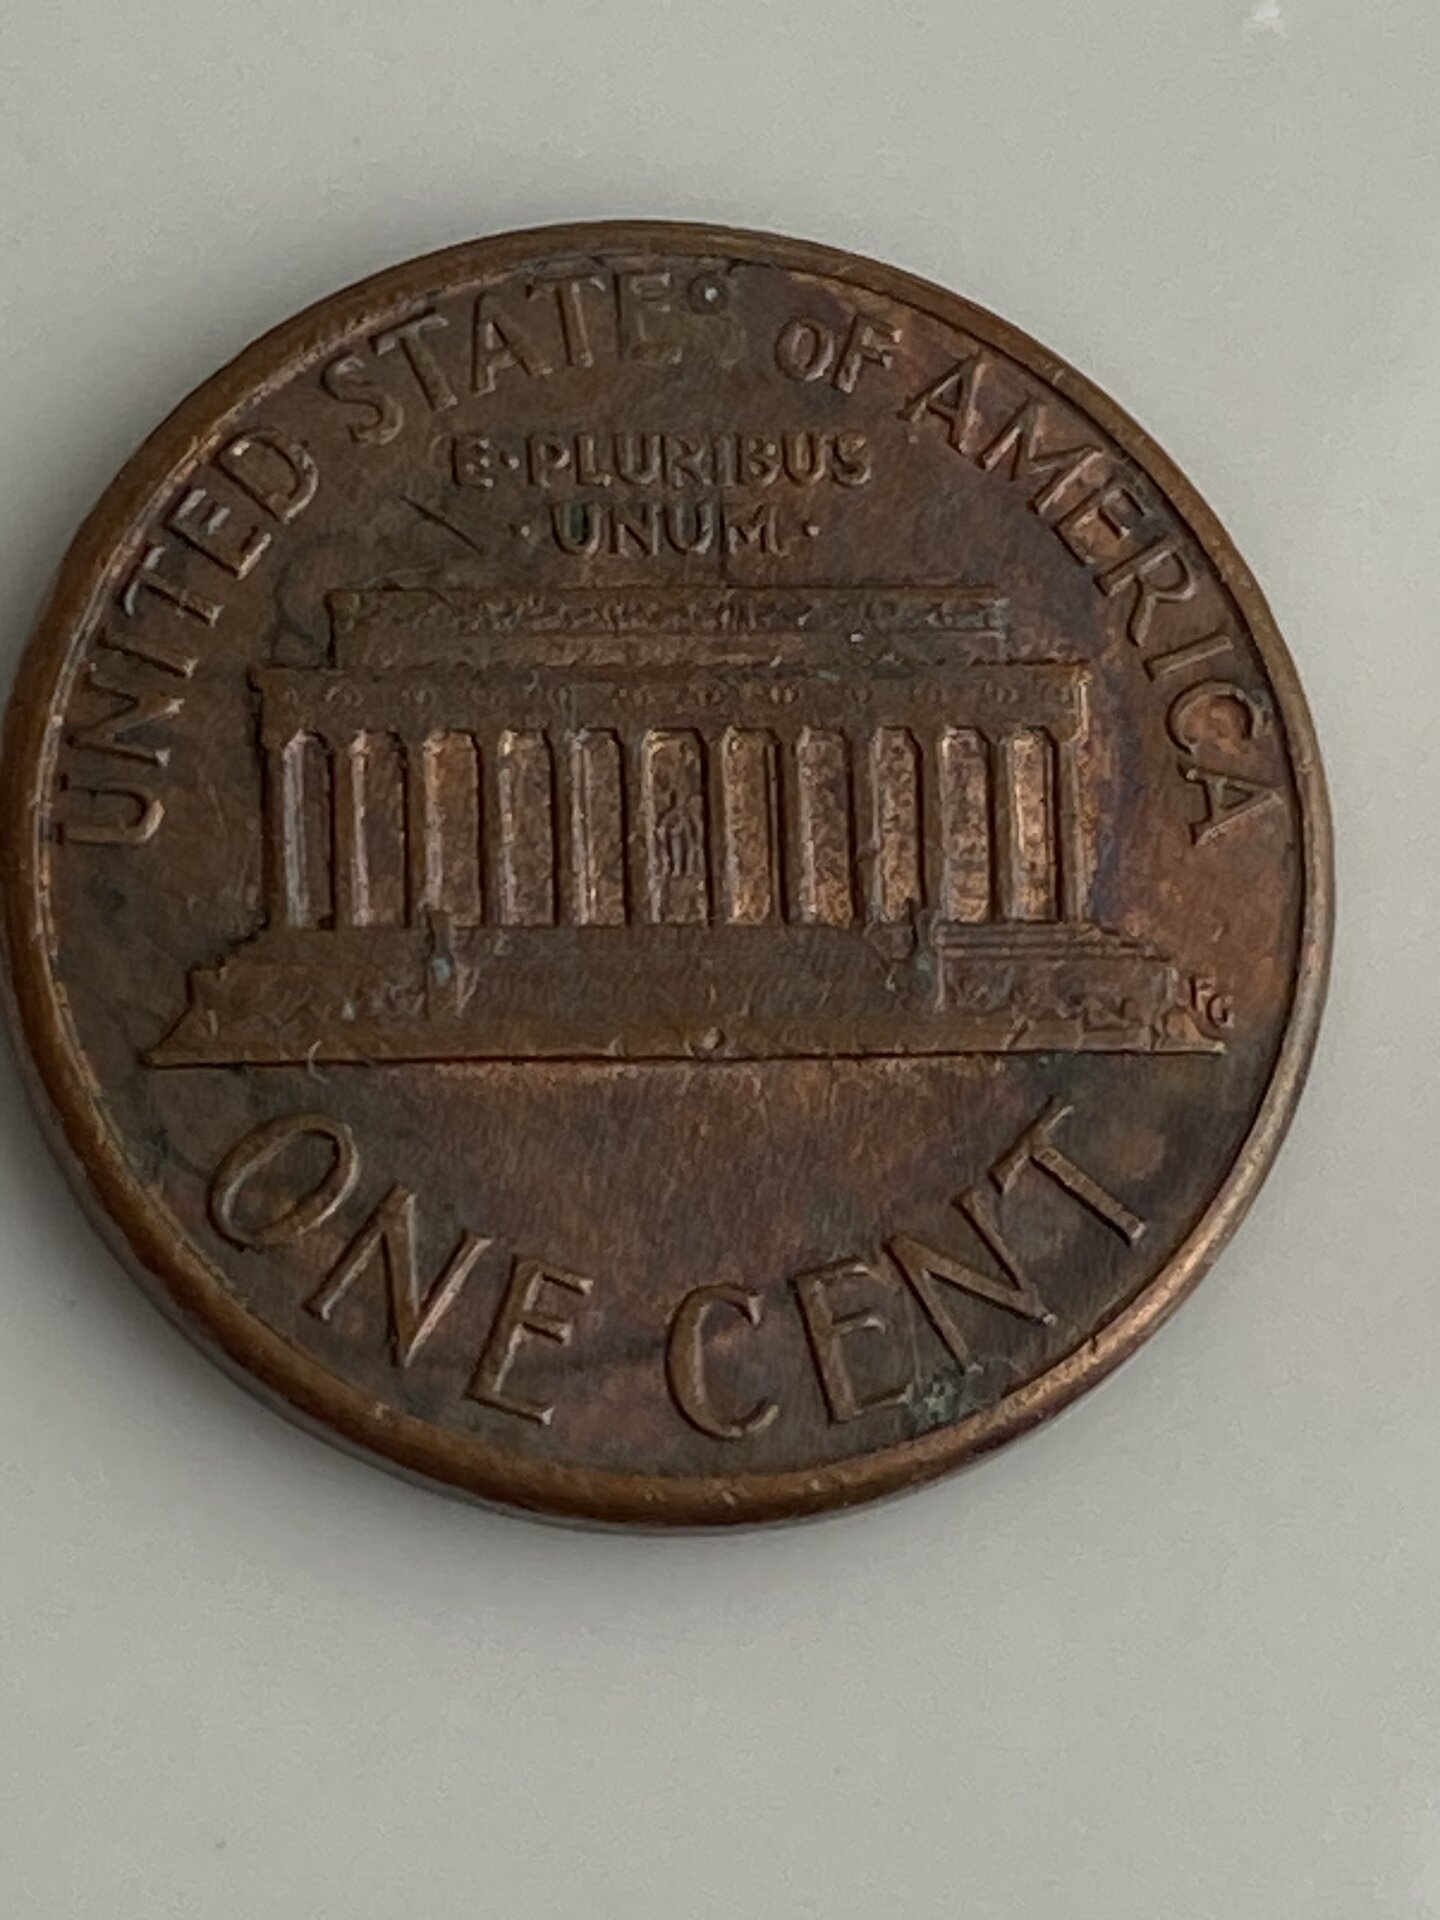 UNITED STATES OF AMERICA
E·PLURIBUS
·UNUM·
FG
ONE CENT